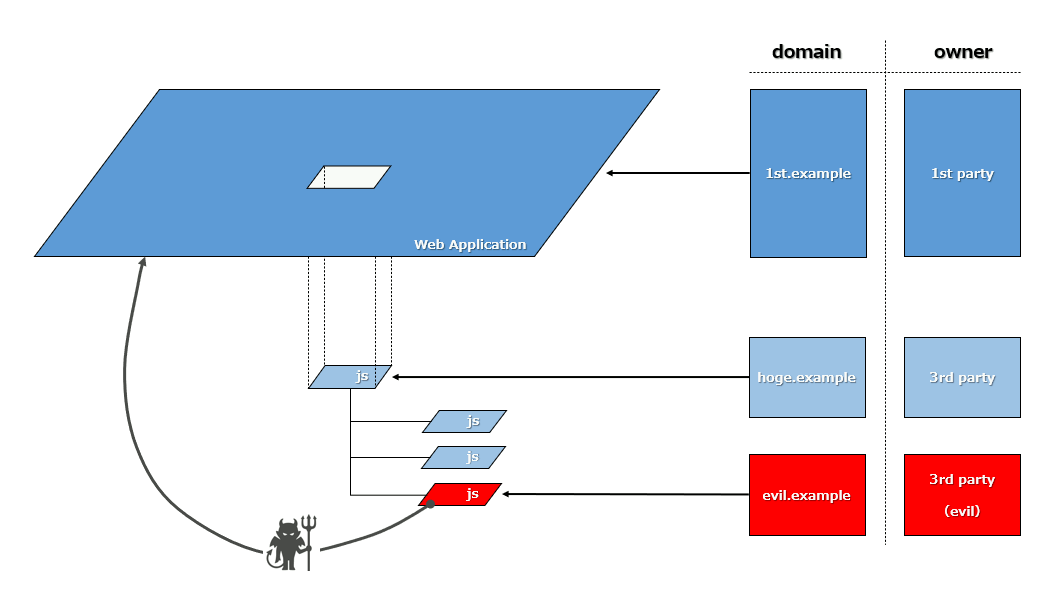 domain
owner
1st.example
1st party
Web Application
js
hoge.example
3rd party
js
js
js
evil.example
3rd party
(evil)